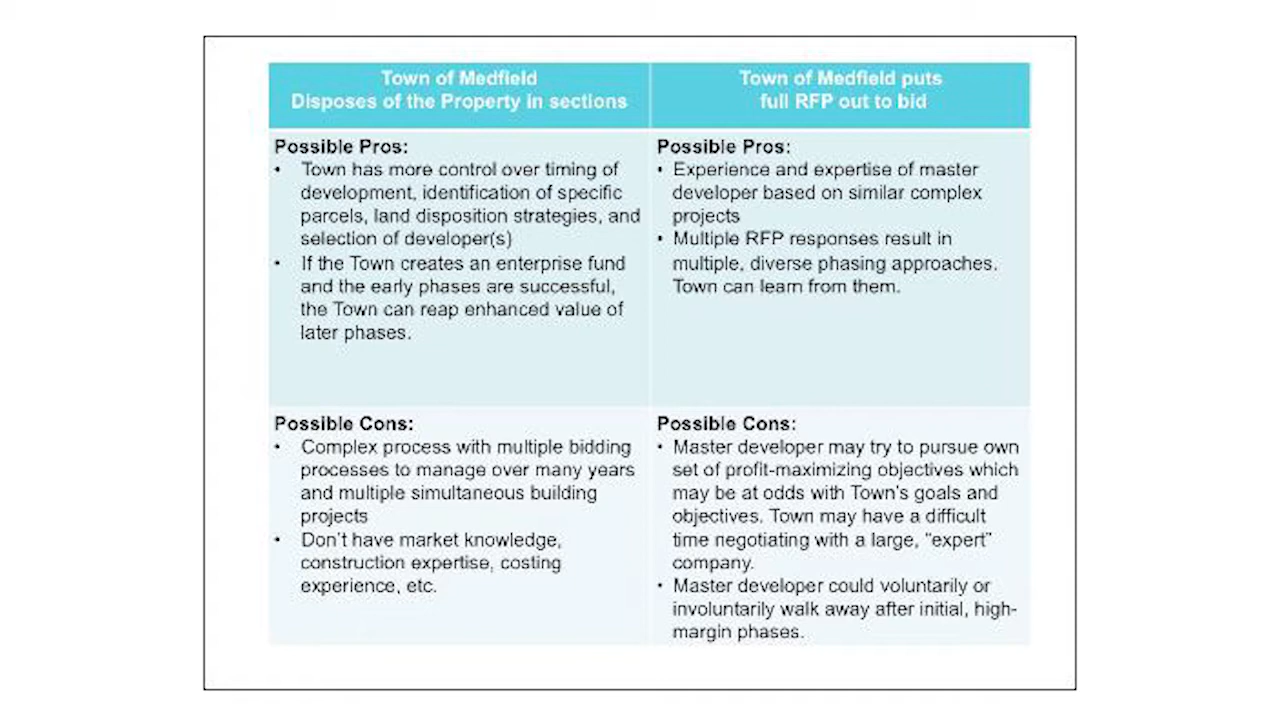 Town of Medfield
Disposes of the Property in sections
Town of Medfield puts
full RFP out to bid
Possible Pros:
• Town has more control over timing of
development, identification of specific
parcels, land disposition strategies, and
selection of developer(s)
• If the Town creates an enterprise fund
and the early phases are successful,
the Town can reap enhanced value of
later phases.
Possible Pros:
• Experience and expertise of master
developer based on similar complex
projects
• Multiple RFP responses result in
multiple, diverse phasing approaches.
Town can learn from them.
Possible Cons:
• Complex process with multiple bidding
processes to manage over many years
and multiple simultaneous building
projects
• Don't have market knowledge,
construction expertise, costing
experience, etc.
Possible Cons:
• Master developer may try to pursue own
set of profit-maximizing objectives which
may be at odds with Town's goals and
objectives. Town may have a difficult
time negotiating with a large, "expert"
company.
• Master developer could voluntarily or
involuntarily walk away after initial, high-
margin phases.